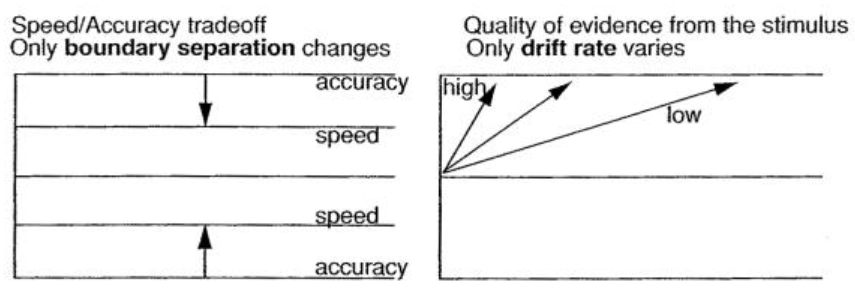 Speed/Accuracy tradeoff
Only boundary separation changes
accuracy
speed
speed
accuracy
Quality of evidence from the stimulus
Only drift rate varies
high
low